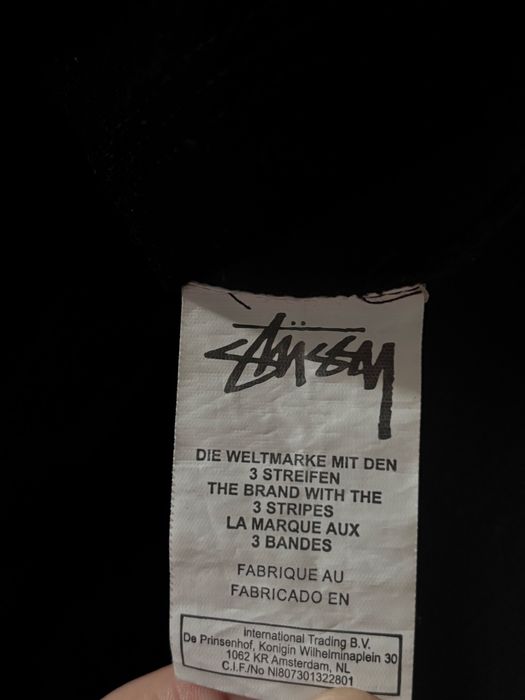 STÜSSY
DIE WELTMARKE MIT DEN
3 STREIFEN
THE BRAND WITH THE
3 STRIPES
LA MARQUE AUX
3 BANDES
FABRIQUE AU
FABRICADO EN
International Trading B.V.
De Prinsenhof, Konigin Wilhelminaplein 30
1062 KR Amsterdam, NL
C.I.F./No NI807301322801